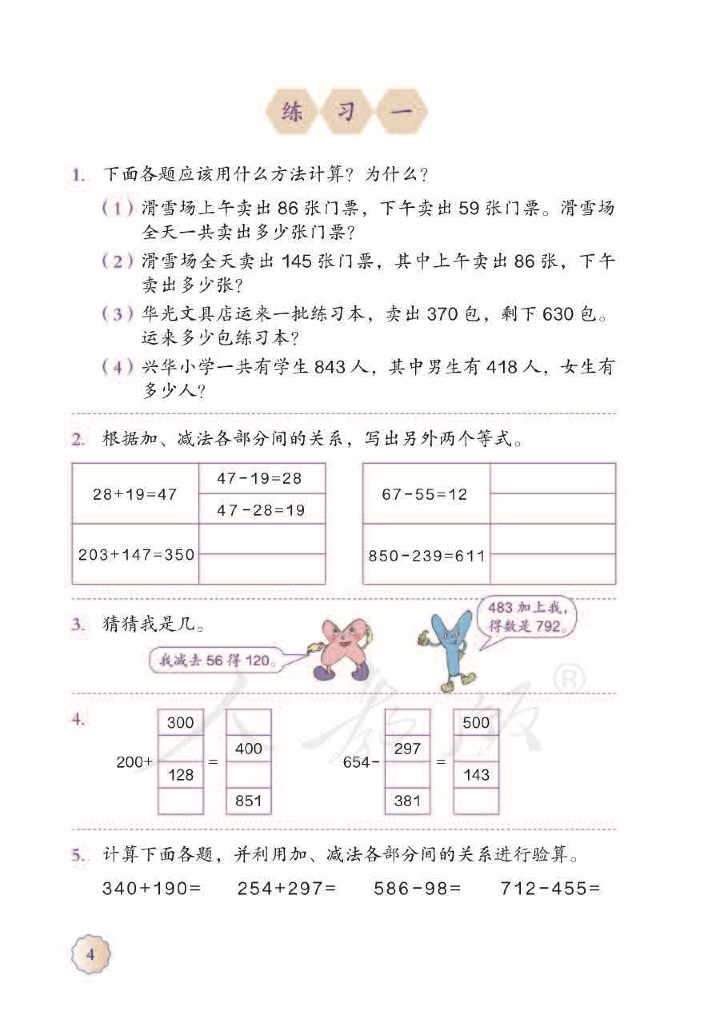 练 习 一
1. 下面各题应该用什么方法计算？为什么？
（1）滑雪场上午卖出 86 张门票，下午卖出 59 张门票。滑雪场
全天一共卖出多少张门票？
（2）滑雪场全天卖出 145 张门票，其中上午卖出 86 张，下午
卖出多少张？
（3）华光文具店运来一批练习本，卖出 370 包，剩下 630 包。
运来多少包练习本？
（4）兴华小学一共有学生 843 人，其中男生有 418 人，女生有
多少人？
2. 根据加、减法各部分间的关系，写出另外两个等式。
28+19=47
47-19=28
47-28=19
203+147=350
67-55=12
850-239=611
3. 猜猜我是几。
我减去 56 得 120。
483 加上我，
得数是 792。
人教版®
4.
200+
300
128
=
400
851
654-
297
381
=
500
143
5. 计算下面各题，并利用加、减法各部分间的关系进行验算。
340+190= 254+297= 586-98= 712-455=
4